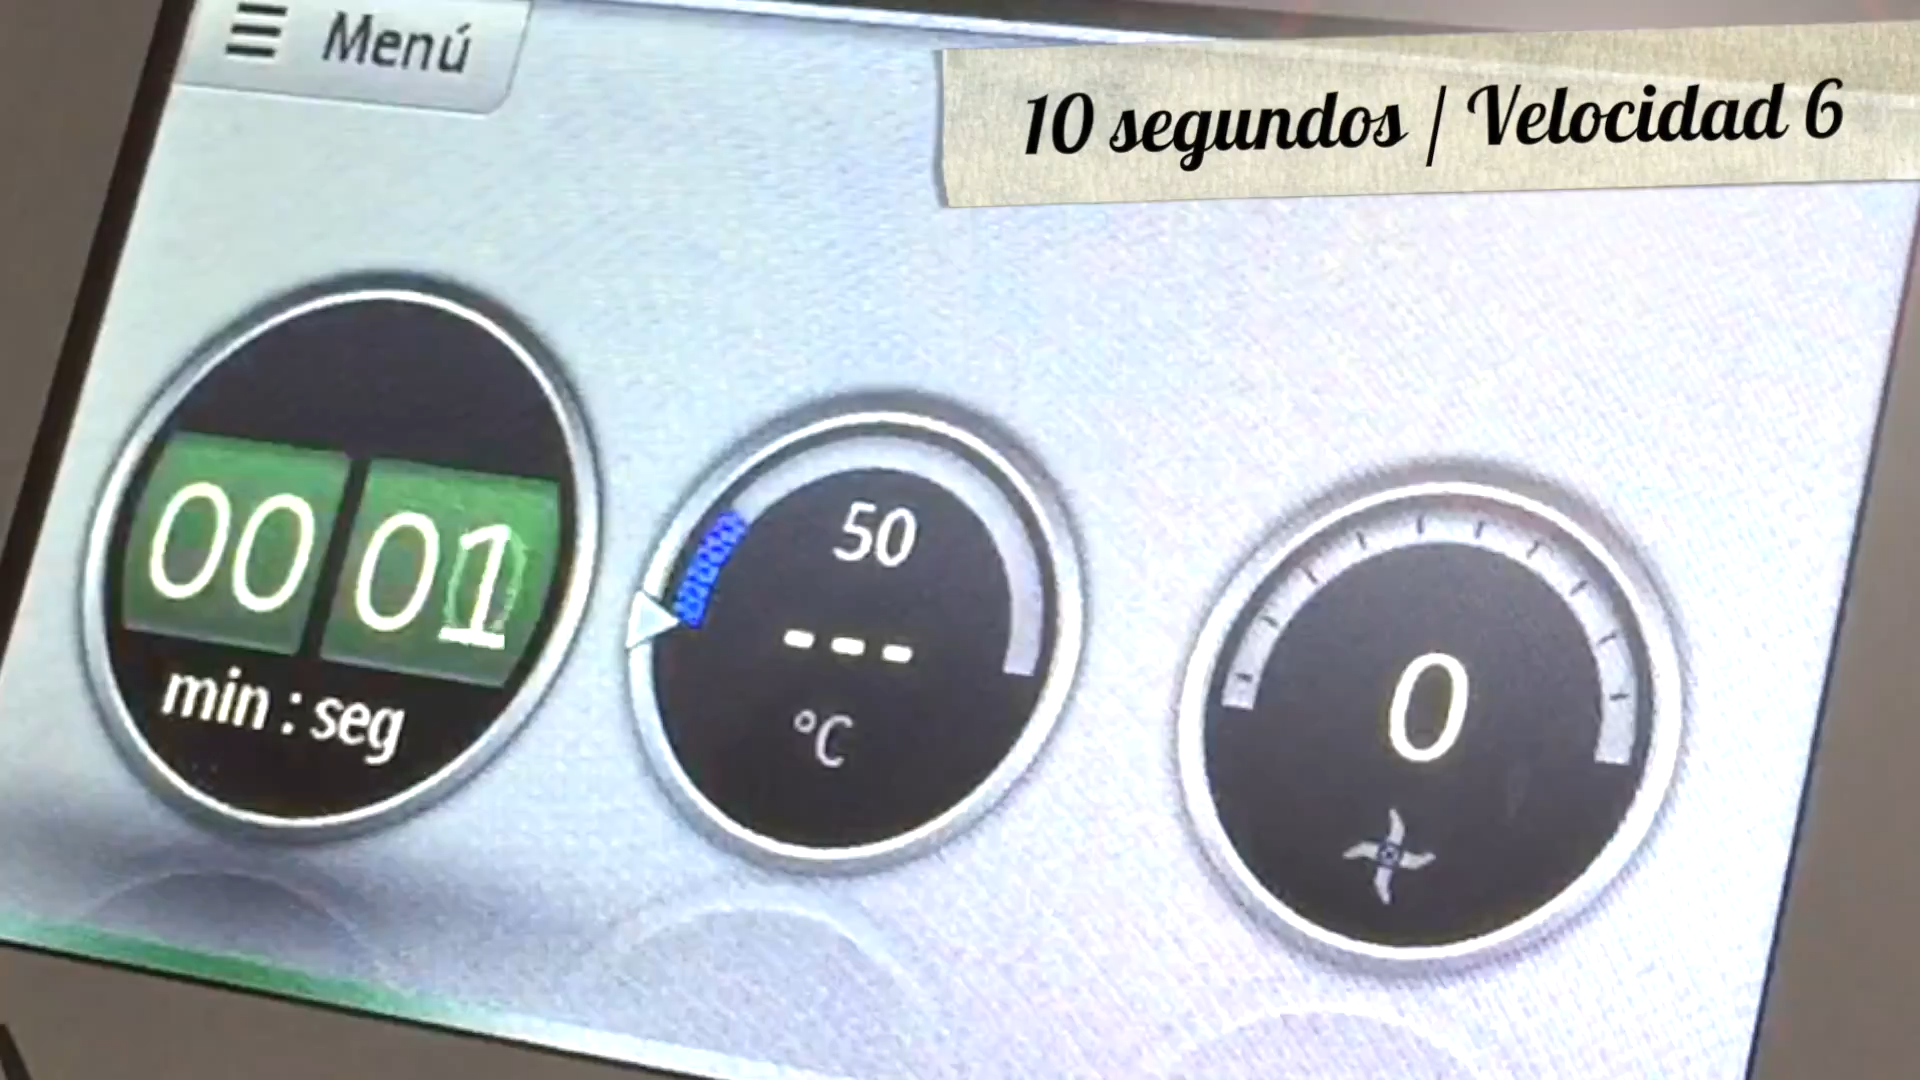 Menú
10 segundos / Velocidad 6
00 01
min : seg
50
---
°C
0